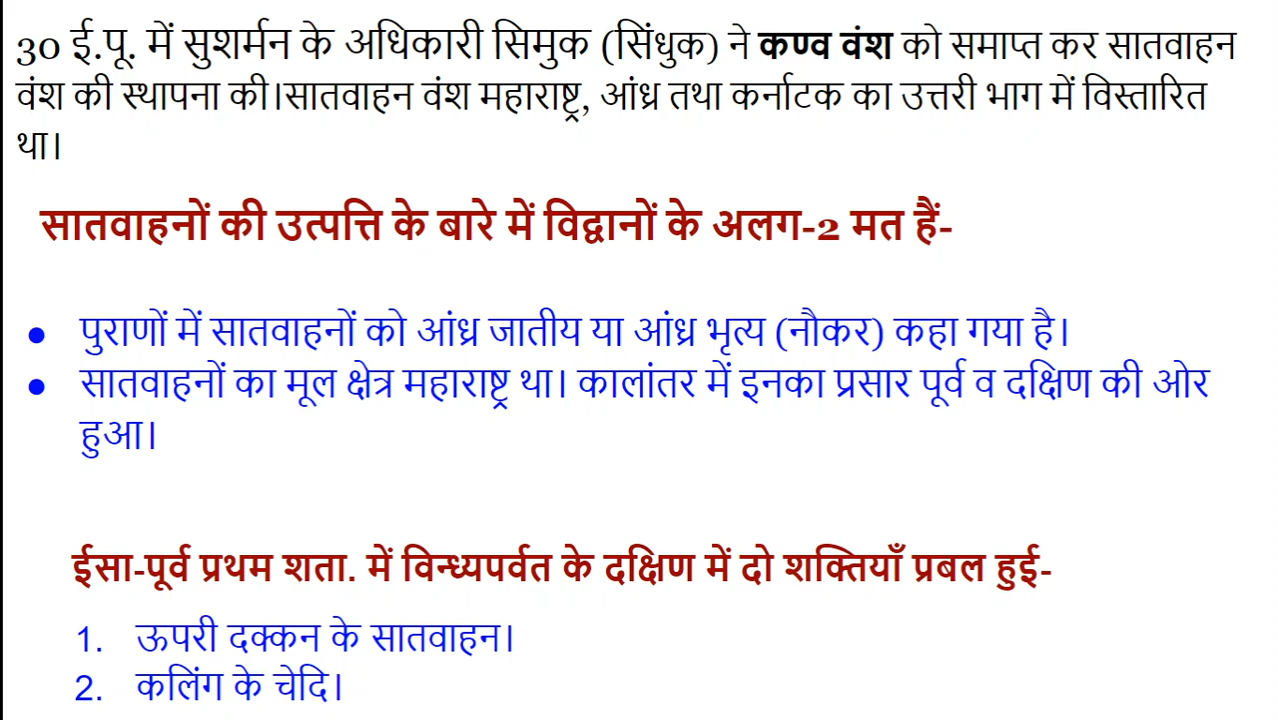 30 ई.पू. में सुशर्मन के अधिकारी सिमुक (सिंधुक) ने कण्व वंश को समाप्त कर सातवाहन
वंश की स्थापना की।सातवाहन वंश महाराष्ट्र, आंध्र तथा कर्नाटक का उत्तरी भाग में विस्तारित
था।
सातवाहनों की उत्पत्ति के बारे में विद्वानों के अलग-2 मत हैं-
● पुराणों में सातवाहनों को आंध्र जातीय या आंध्र भृत्य (नौकर) कहा गया है।
● सातवाहनों का मूल क्षेत्र महाराष्ट्र था। कालांतर में इनका प्रसार पूर्व व दक्षिण की ओर
हुआ।
ईसा-पूर्व प्रथम शता. में विन्ध्यपर्वत के दक्षिण में दो शक्तियाँ प्रबल हुई-
1. ऊपरी दक्कन के सातवाहन।
2. कलिंग के चेदि।